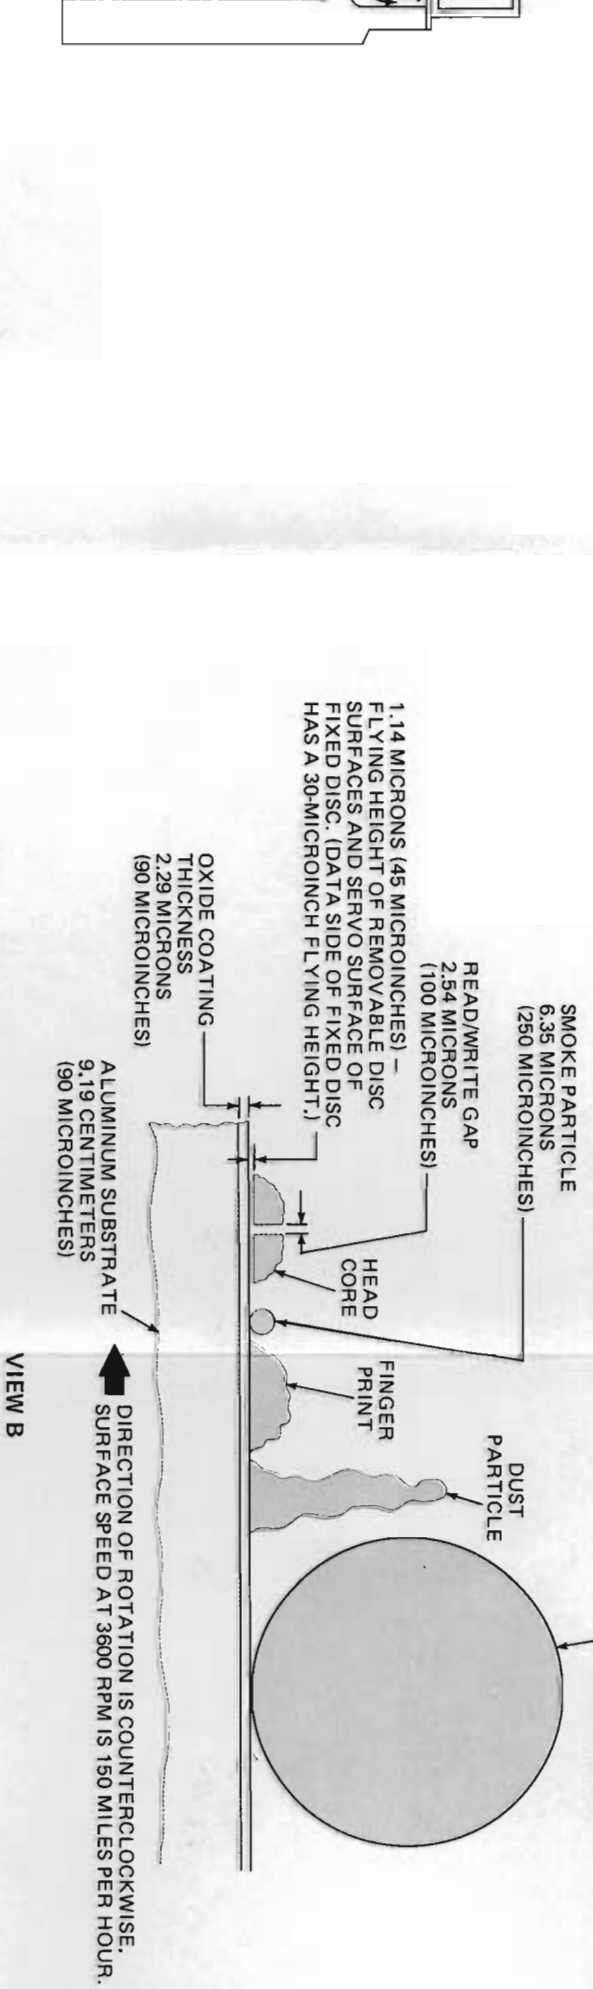 SMOKE PARTICLE
6.35 MICRONS
(250 MICROINCHES)
READ/WRITE GAP
2.54 MICRONS
(100 MICROINCHES)
1.14 MICRONS (45 MICROINCHES) –
FLYING HEIGHT OF REMOVABLE DISC
SURFACES AND SERVO SURFACE OF
FIXED DISC. (DATA SIDE OF FIXED DISC
HAS A 30-MICROINCH FLYING HEIGHT.)
OXIDE COATING
THICKNESS
2.29 MICRONS
(90 MICROINCHES)
ALUMINUM SUBSTRATE
9.19 CENTIMETERS
(90 MICROINCHES)
HEAD
CORE
FINGER
PRINT
DUST
PARTICLE
DIRECTION OF ROTATION IS COUNTERCLOCKWISE.
SURFACE SPEED AT 3600 RPM IS 150 MILES PER HOUR.
VIEW B